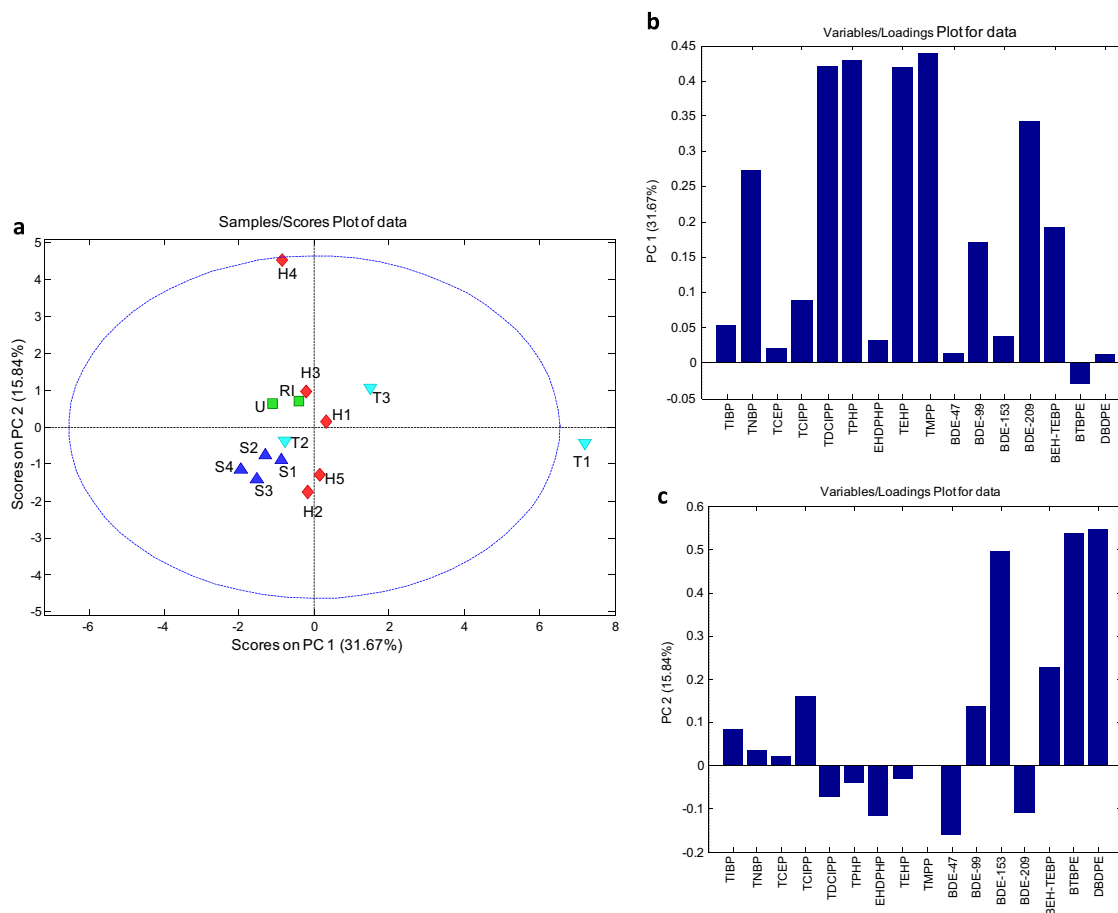 a
Samples/Scores Plot of data
Scores on PC 2 (15.84%)
5
4
3
2
1
0
-1
-2
-3
-4
-5
H4
H3
RI
U
H1
T3
T2
S2
S1
S4
S3
H5
H2
T1
-6
-4
-2
0
2
4
6
8
Scores on PC 1 (31.67%)
b
Variables/Loadings Plot for data
PC 1 (31.67%)
0.45
0.4
0.35
0.3
0.25
0.2
0.15
0.1
0.05
0
-0.05
TIBP
TNBP
TCEP
TCIPP
TDCIPP
TPHP
EHDPHP
TEHP
TMPP
BDE-47
BDE-99
BDE-153
BDE-209
BEH-TEBP
BTBPE
DBDPE
c
Variables/Loadings Plot for data
PC 2 (15.84%)
0.6
0.5
0.4
0.3
0.2
0.1
0
-0.1
-0.2
TIBP
TNBP
TCEP
TCIPP
TDCIPP
TPHP
EHDPHP
TEHP
TMPP
BDE-47
BDE-99
BDE-153
BDE-209
BEH-TEBP
BTBPE
DBDPE